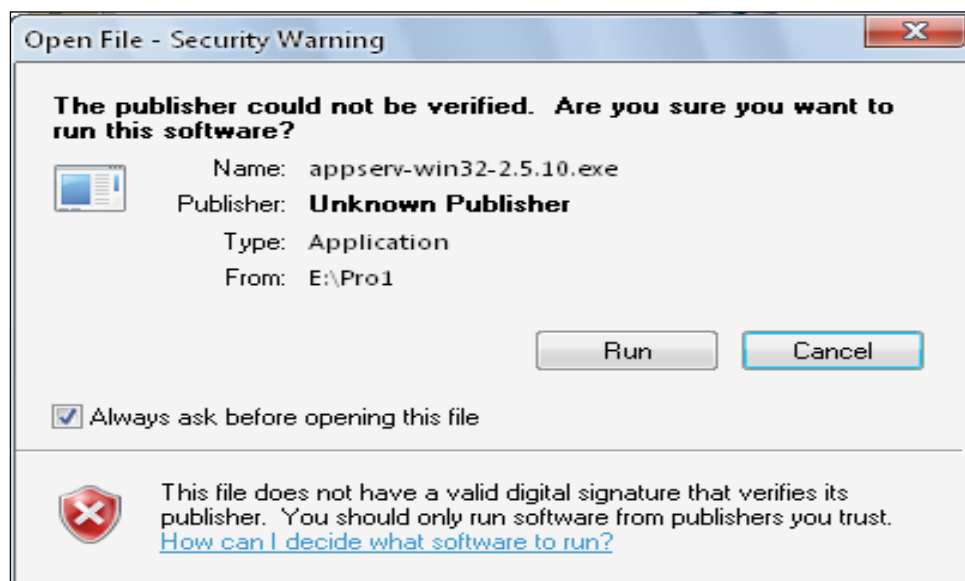 Open File - Security Warning
The publisher could not be verified.  Are you sure you want to
run this software?
Name: appserv-win32-2.5.10.exe
Publisher: Unknown Publisher
Type: Application
From: E:\Pro1
Run Cancel
Always ask before opening this file
This file does not have a valid digital signature that verifies its
publisher.  You should only run software from publishers you trust.
How can I decide what software to run?